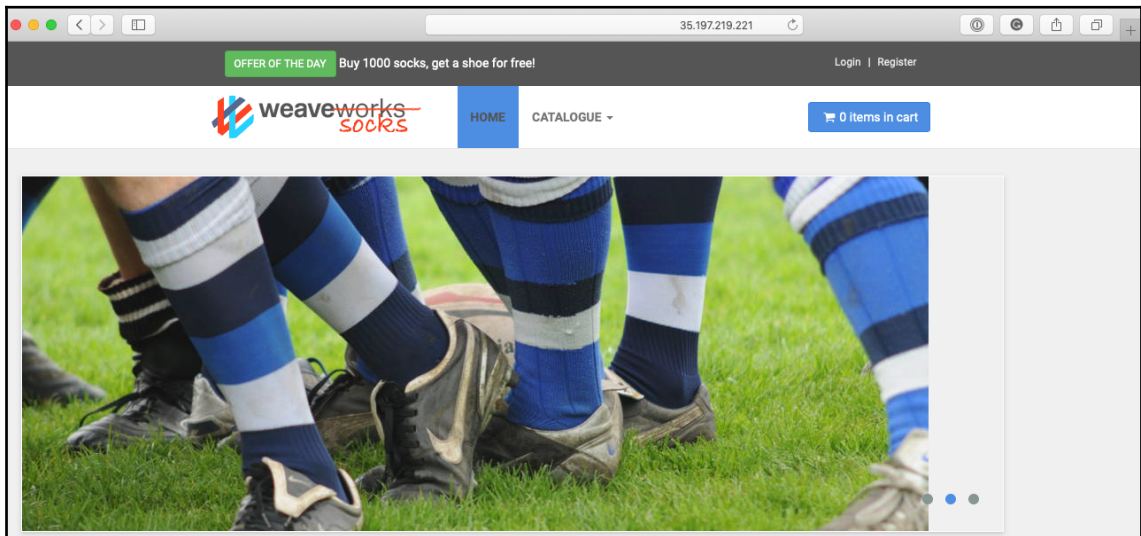 35.197.219.221
OFFER OF THE DAY Buy 1000 socks, get a shoe for free!
Login | Register
weaveworks
socks
HOME
CATALOGUE
0 items in cart